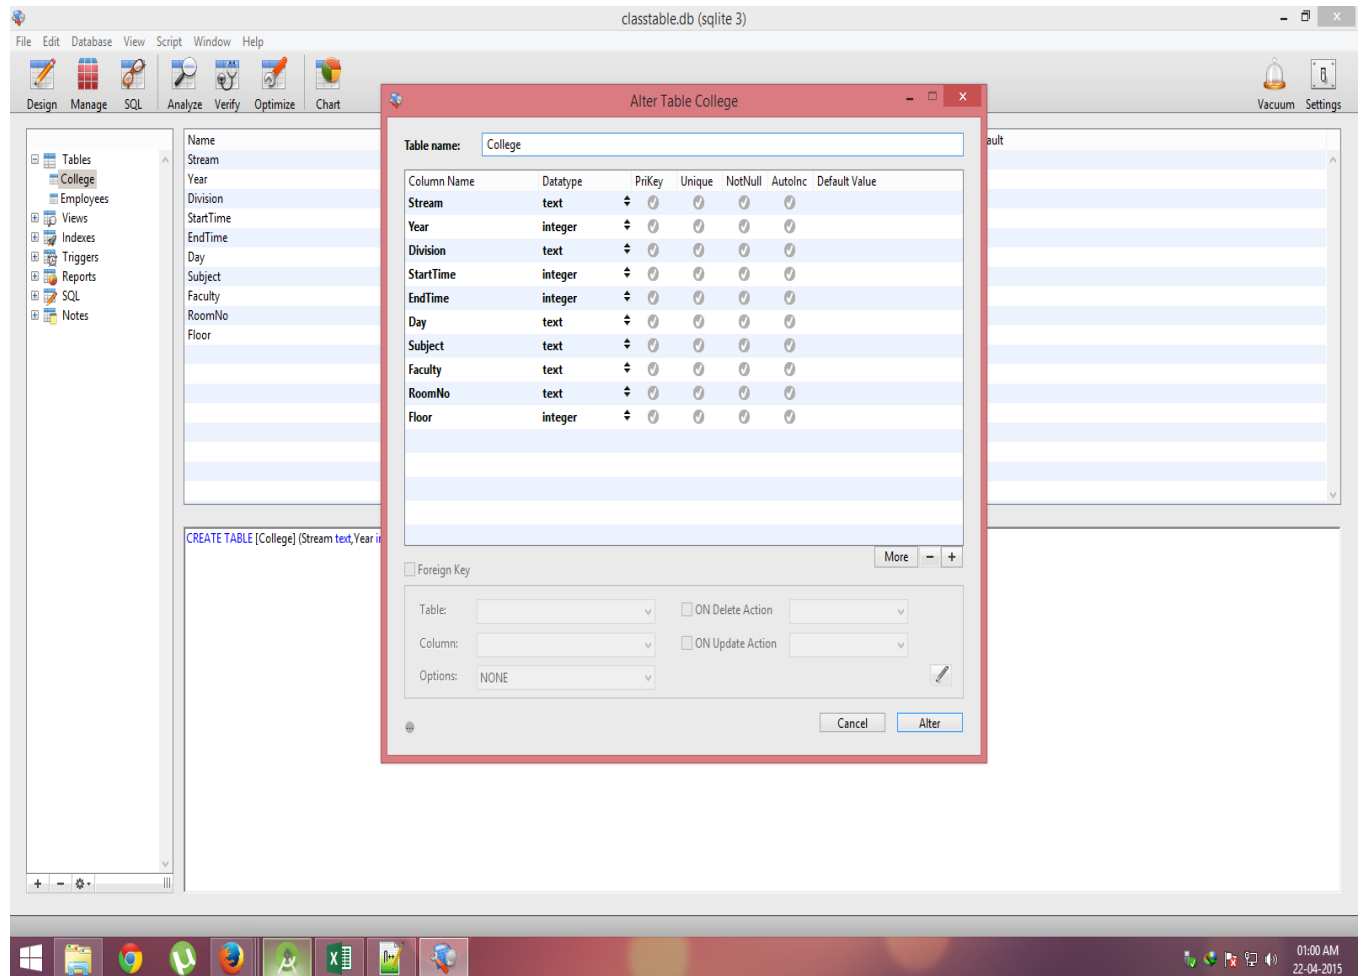 classtable.db (sqlite 3)
File Edit Database View Script Window Help
Design Manage SQL Analyze Verify Optimize Chart Vacuum Settings
Tables
College
Employees
Views
Indexes
Triggers
Reports
SQL
Notes
Name
Stream
Year
Division
StartTime
EndTime
Day
Subject
Faculty
RoomNo
Floor
ault
CREATE TABLE [College] (Stream text,Year i
Alter Table College
Table name: College
Column Name Datatype PriKey Unique NotNull AutoInc Default Value
Stream text
Year integer
Division text
StartTime integer
EndTime integer
Day text
Subject text
Faculty text
RoomNo text
Floor integer
More - +
Foreign Key
Table: ON Delete Action
Column: ON Update Action
Options: NONE
Cancel Alter
01:00 AM
22-04-2015